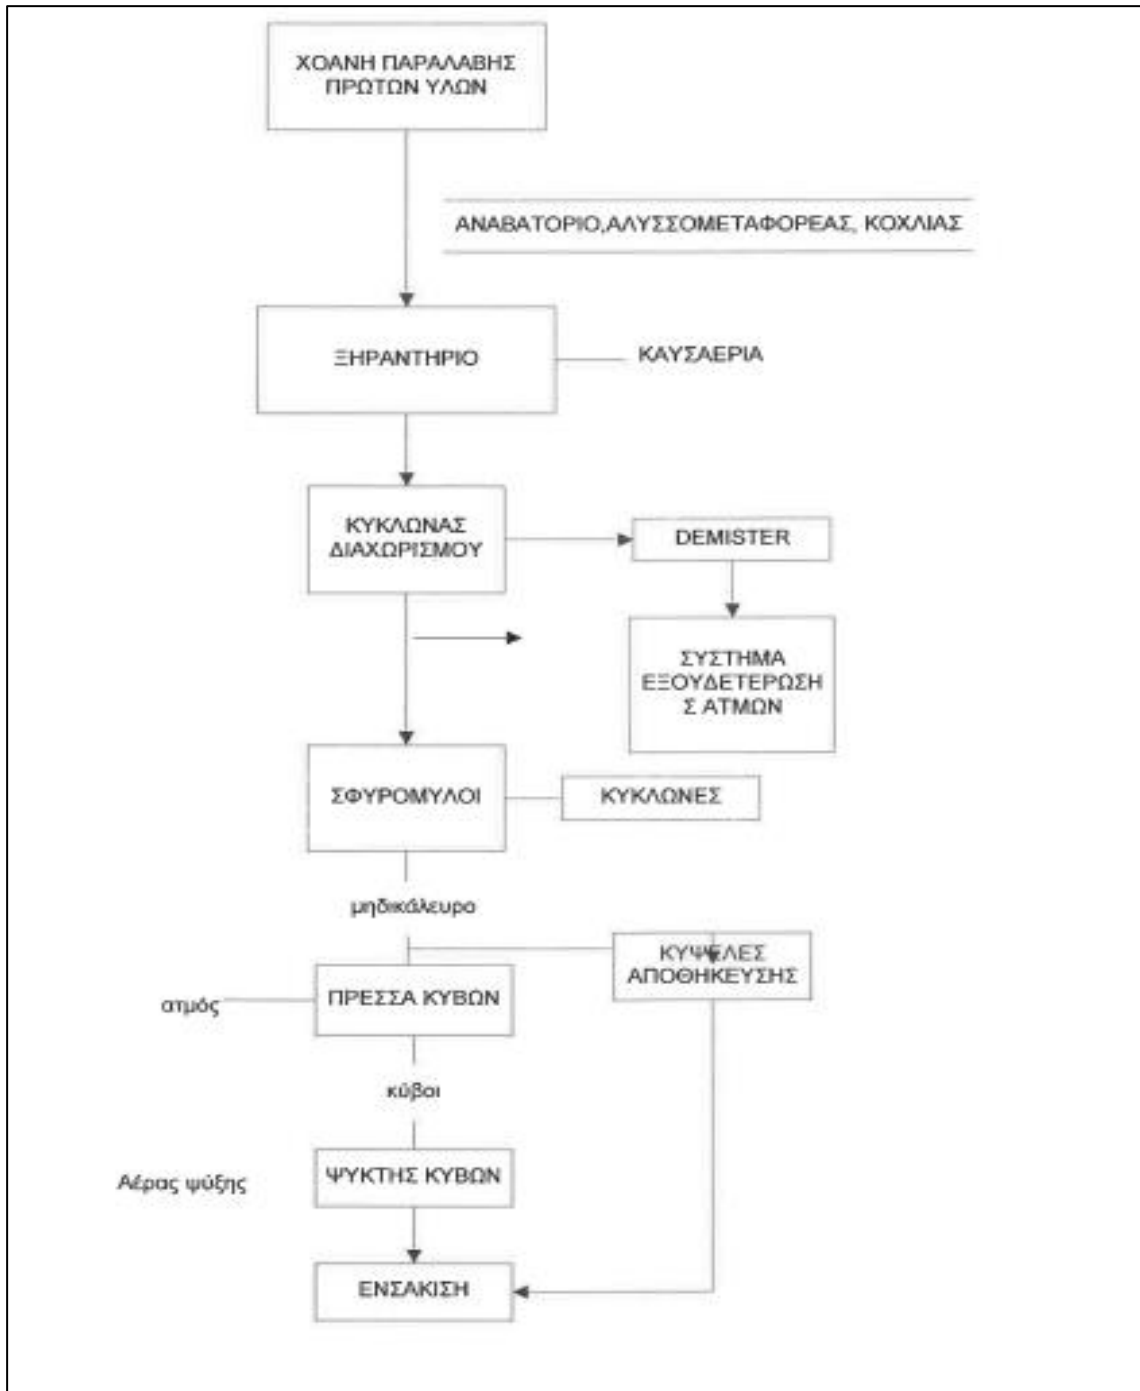 ΧΟΑΝΗ ΠΑΡΑΛΑΒΗΣ
ΠΡΩΤΩΝ ΥΛΩΝ
ΑΝΑΒΑΤΟΡΙΟ,ΑΛΥΣΣΟΜΕΤΑΦΟΡΕΑΣ, ΚΟΧΛΙΑΣ
ΞΗΡΑΝΤΗΡΙΟ
ΚΑΥΣΑΕΡΙΑ
ΚΥΚΛΩΝΑΣ
ΔΙΑΧΩΡΙΣΜΟΥ
DEMISTER
ΣΥΣΤΗΜΑ
ΕΞΟΥΔΕΤΕΡΩΣΗ
Σ ΑΤΜΩΝ
ΣΦΥΡΟΜΥΛΟΙ
ΚΥΚΛΩΝΕΣ
μηδικάλευρο
ΚΥΨΕΛΕΣ
ΑΠΟΘΗΚΕΥΣΗΣ
ατμός
ΠΡΕΣΣΑ ΚΥΒΩΝ
κύβοι
Αέρας ψύξης
ΨΥΚΤΗΣ ΚΥΒΩΝ
ΕΝΣΑΚΙΣΗ